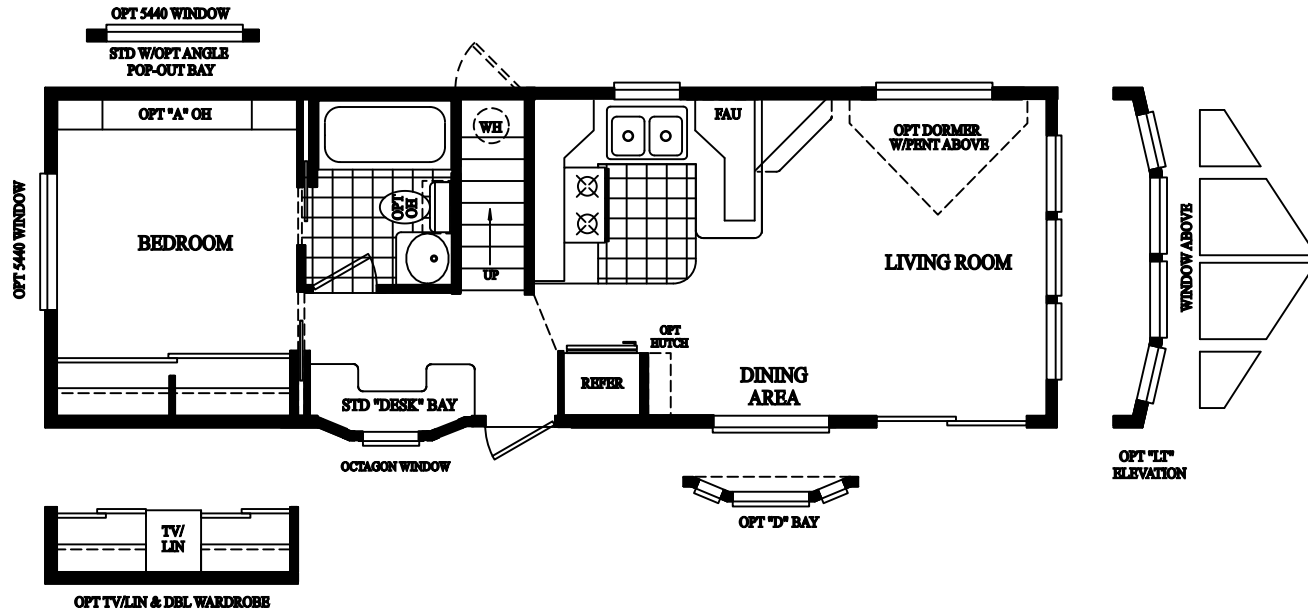 OPT 5440 WINDOW
STD W/OPT ANGLE
POP-OUT BAY
OPT "A" OH
WH
FAU
OPT DORMER
W/PENT ABOVE
OPT 5440 WINDOW
BEDROOM
OPT
OH
UP
LIVING ROOM
WINDOW ABOVE
OPT
HUTCH
REFER
DINING
AREA
STD "DESK" BAY
OCTAGON WINDOW
OPT "LT"
ELEVATION
OPT "D" BAY
TV/
LIN
OPT TV/LIN & DBL WARDROBE